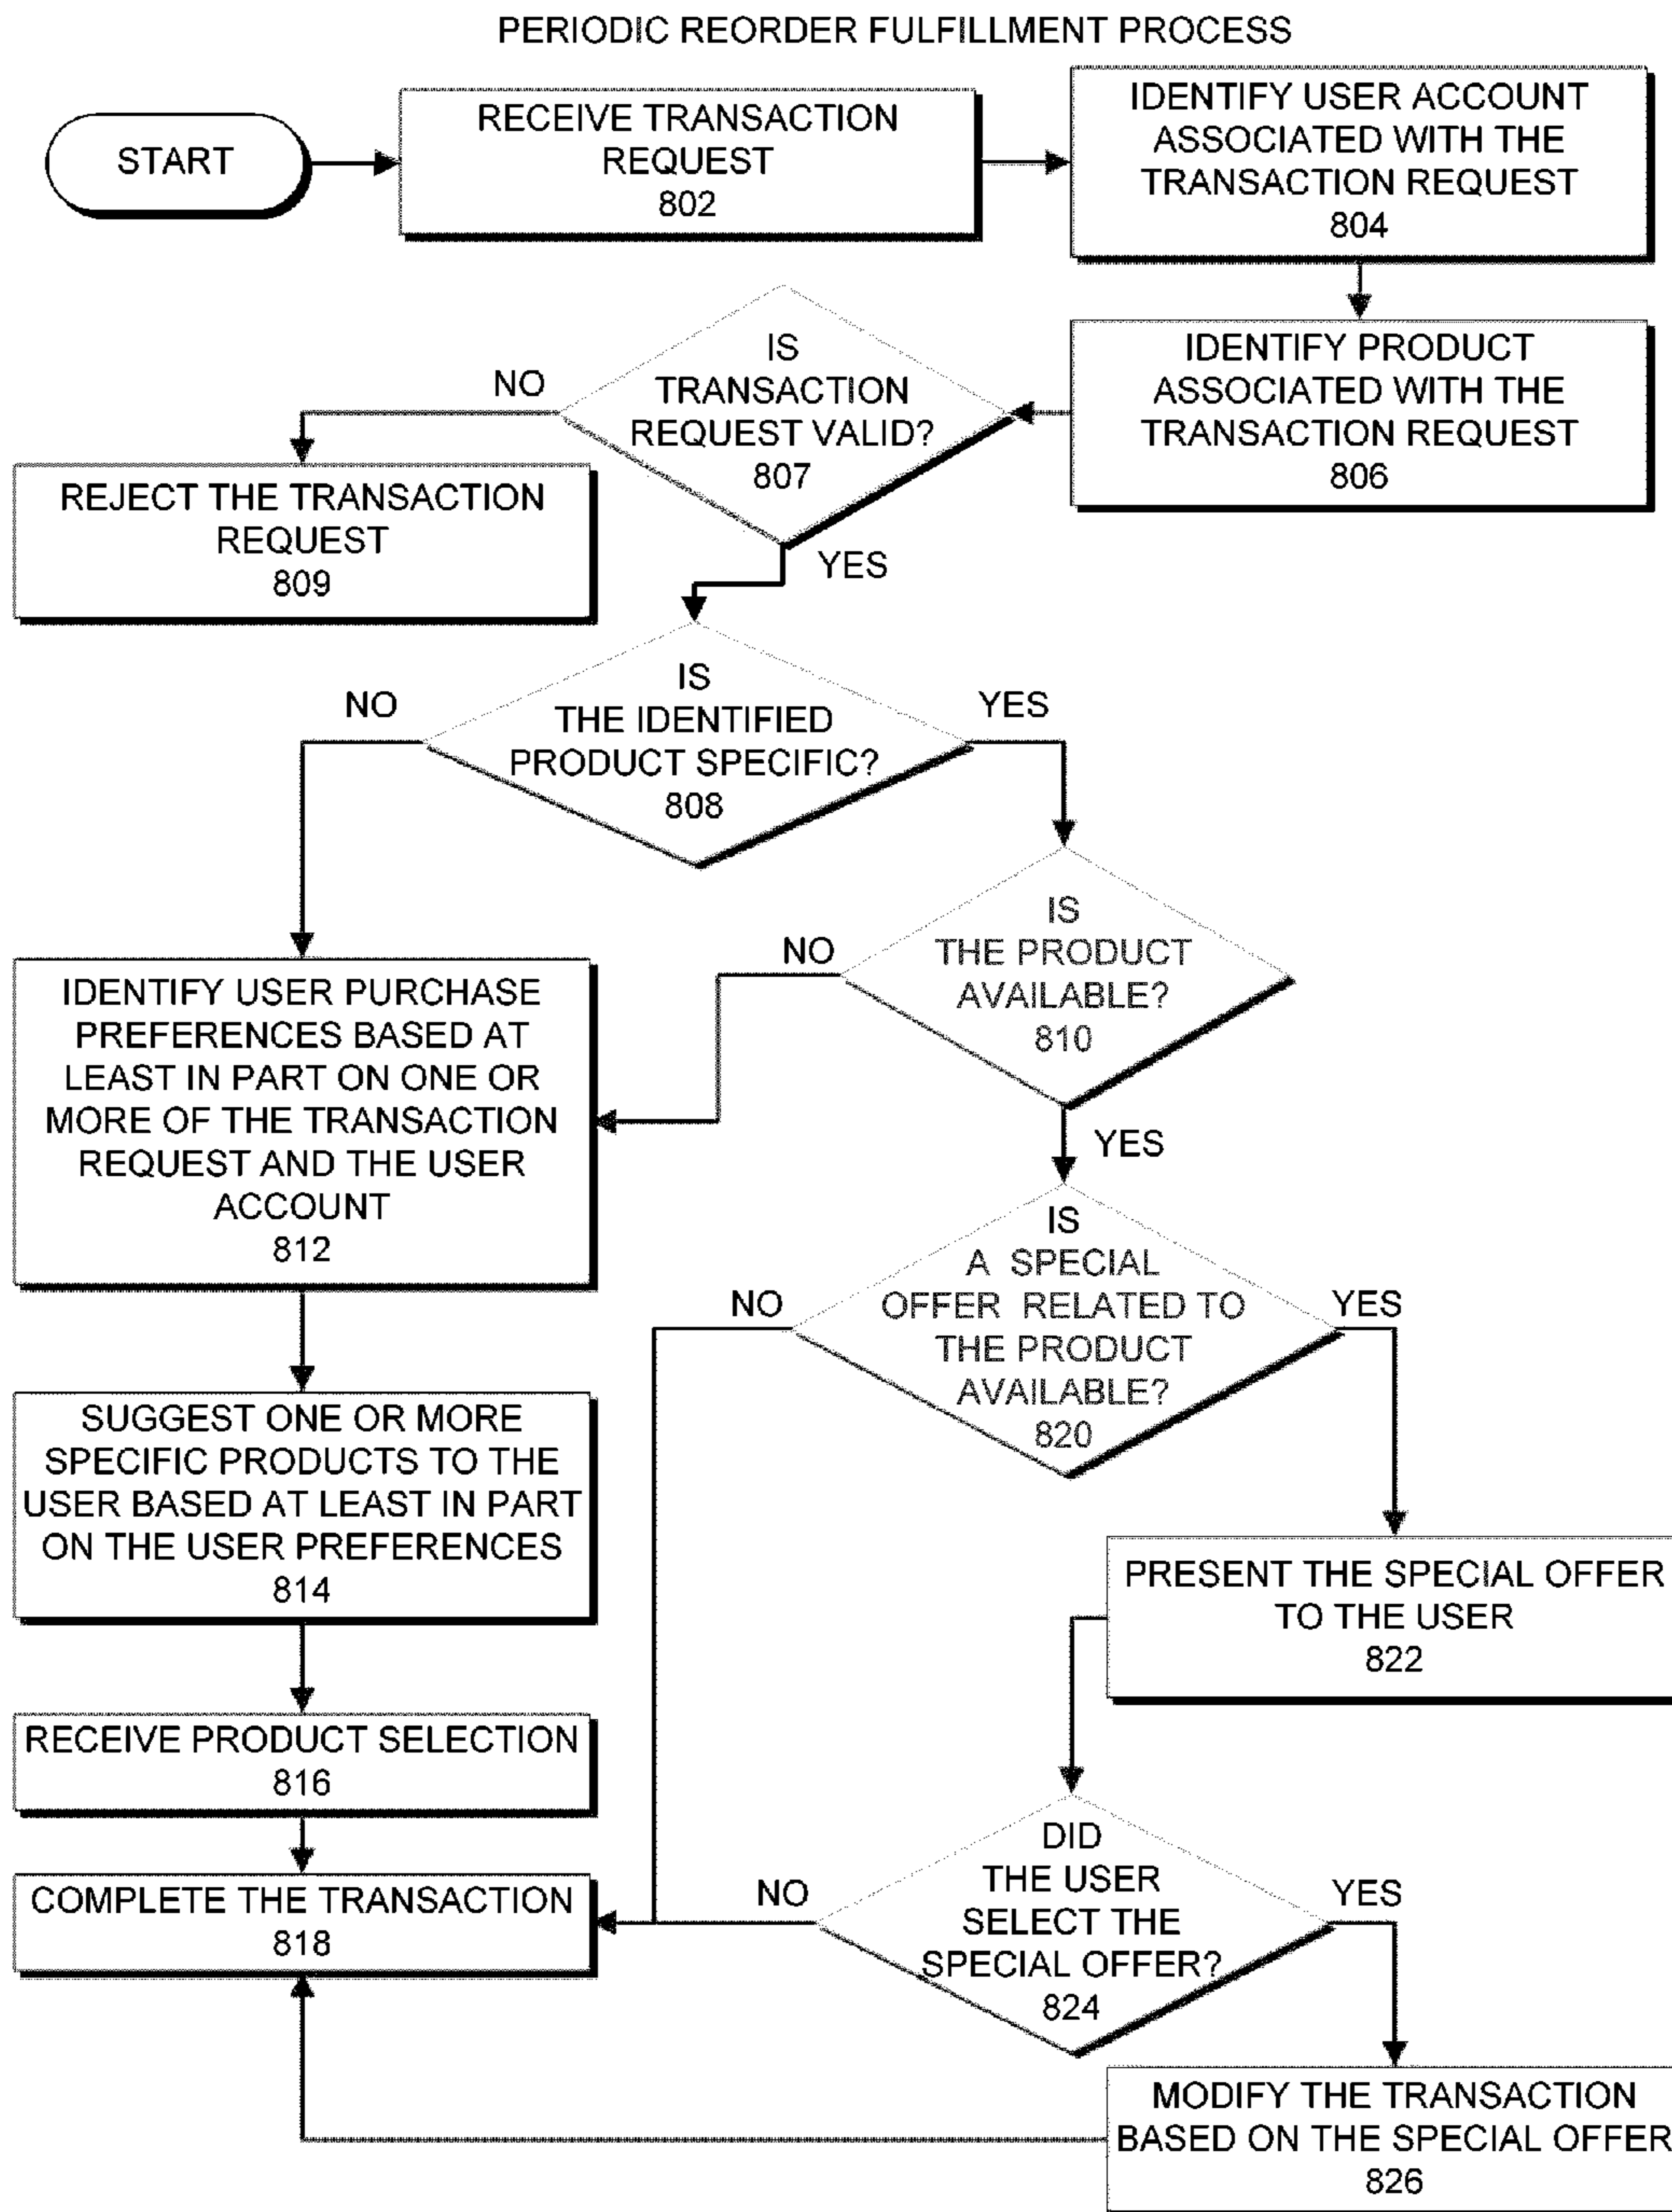 PERIODIC REORDER FULFILLMENT PROCESS
START
RECEIVE TRANSACTION
REQUEST
802
IDENTIFY USER ACCOUNT
ASSOCIATED WITH THE
TRANSACTION REQUEST
804
IDENTIFY PRODUCT
ASSOCIATED WITH THE
TRANSACTION REQUEST
806
IS
TRANSACTION
REQUEST VALID?
807
NO
YES
REJECT THE TRANSACTION
REQUEST
809
IS
THE IDENTIFIED
PRODUCT SPECIFIC?
808
NO
YES
IS
THE PRODUCT
AVAILABLE?
810
NO
YES
IDENTIFY USER PURCHASE
PREFERENCES BASED AT
LEAST IN PART ON ONE OR
MORE OF THE TRANSACTION
REQUEST AND THE USER
ACCOUNT
812
IS
A SPECIAL
OFFER RELATED TO
THE PRODUCT
AVAILABLE?
820
NO
YES
SUGGEST ONE OR MORE
SPECIFIC PRODUCTS TO THE
USER BASED AT LEAST IN PART
ON THE USER PREFERENCES
814
PRESENT THE SPECIAL OFFER
TO THE USER
822
RECEIVE PRODUCT SELECTION
816
DID
THE USER
SELECT THE
SPECIAL OFFER?
824
NO
YES
COMPLETE THE TRANSACTION
818
MODIFY THE TRANSACTION
BASED ON THE SPECIAL OFFER
826